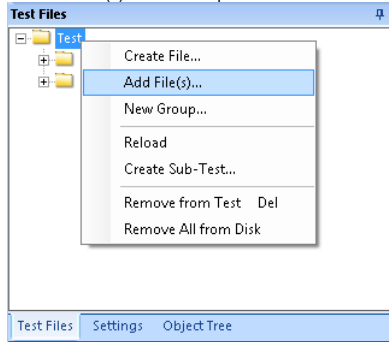 Test Files
Test
Create File...
Add File(s)...
New Group...
Reload
Create Sub-Test...
Remove from Test Del
Remove All from Disk
Test Files Settings Object Tree